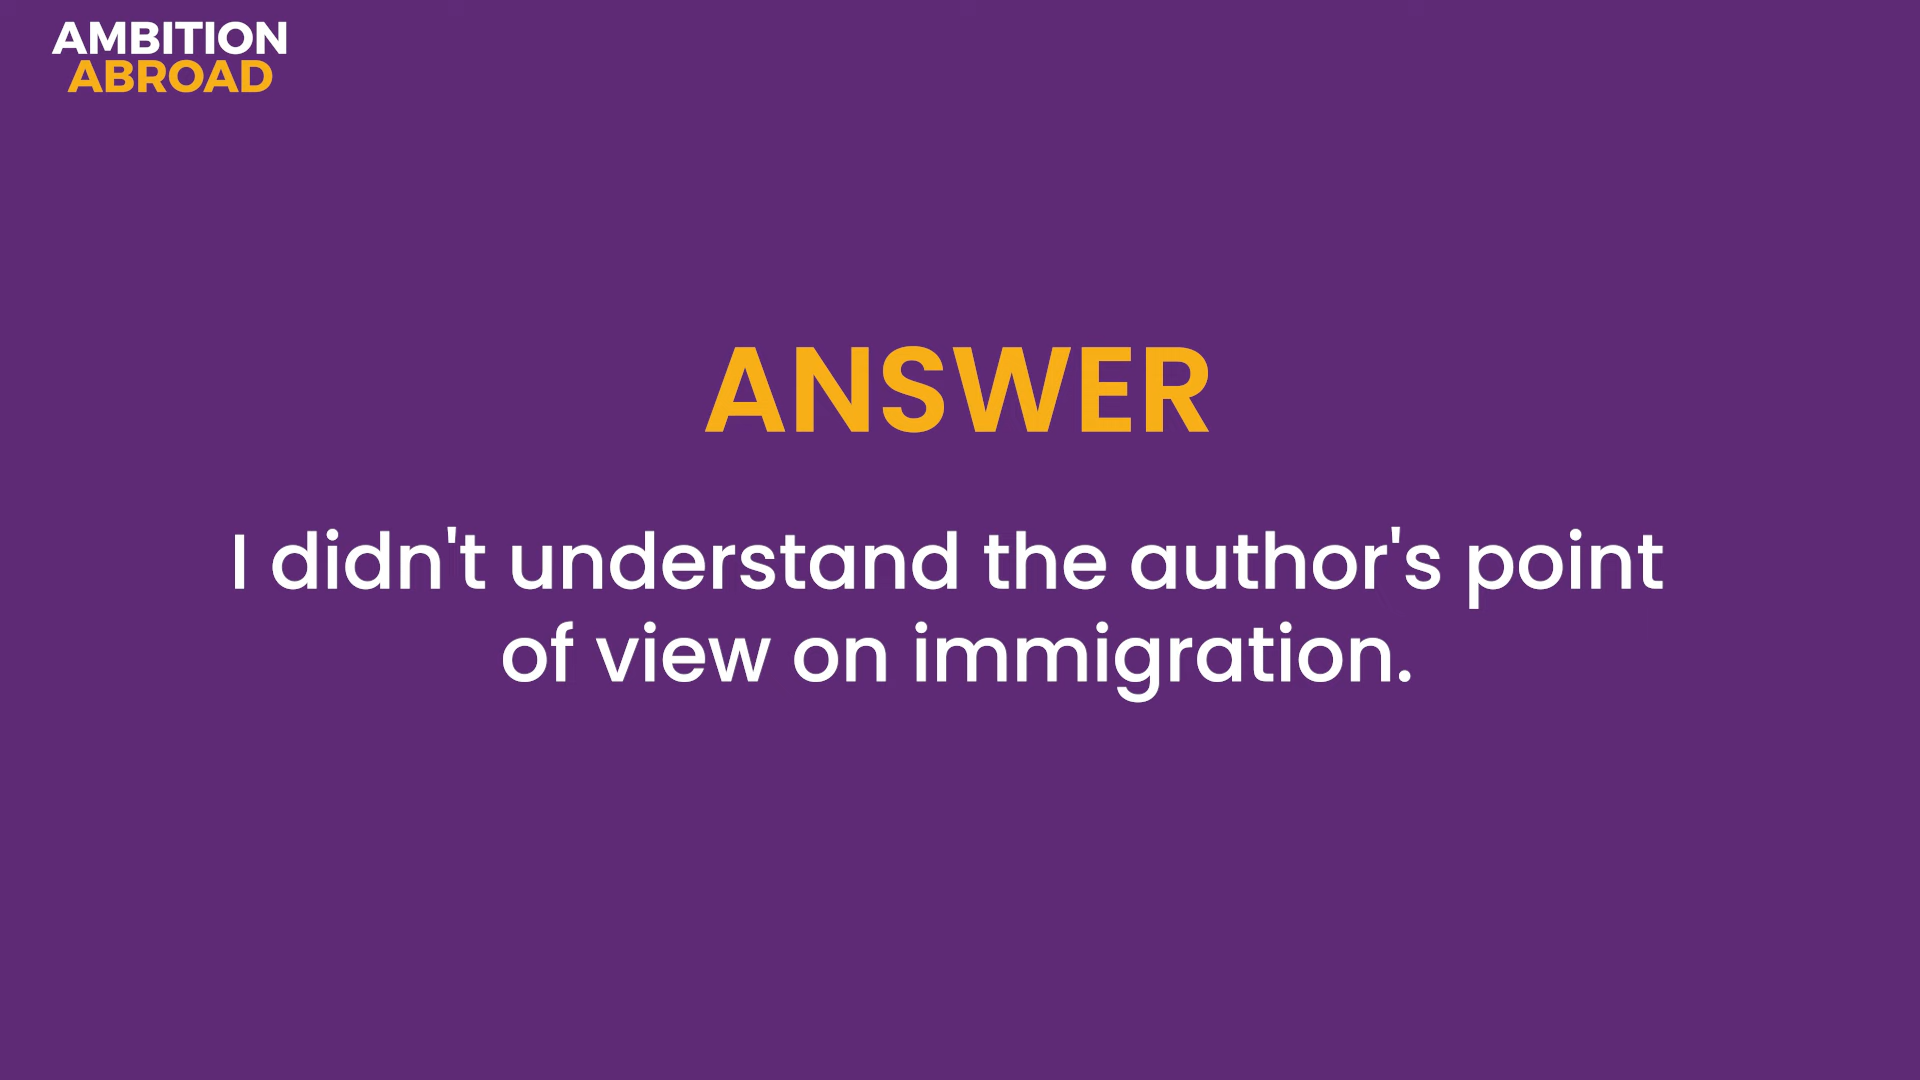 AMBITION
ABROAD
ANSWER
I didn't understand the author's point
of view on immigration.